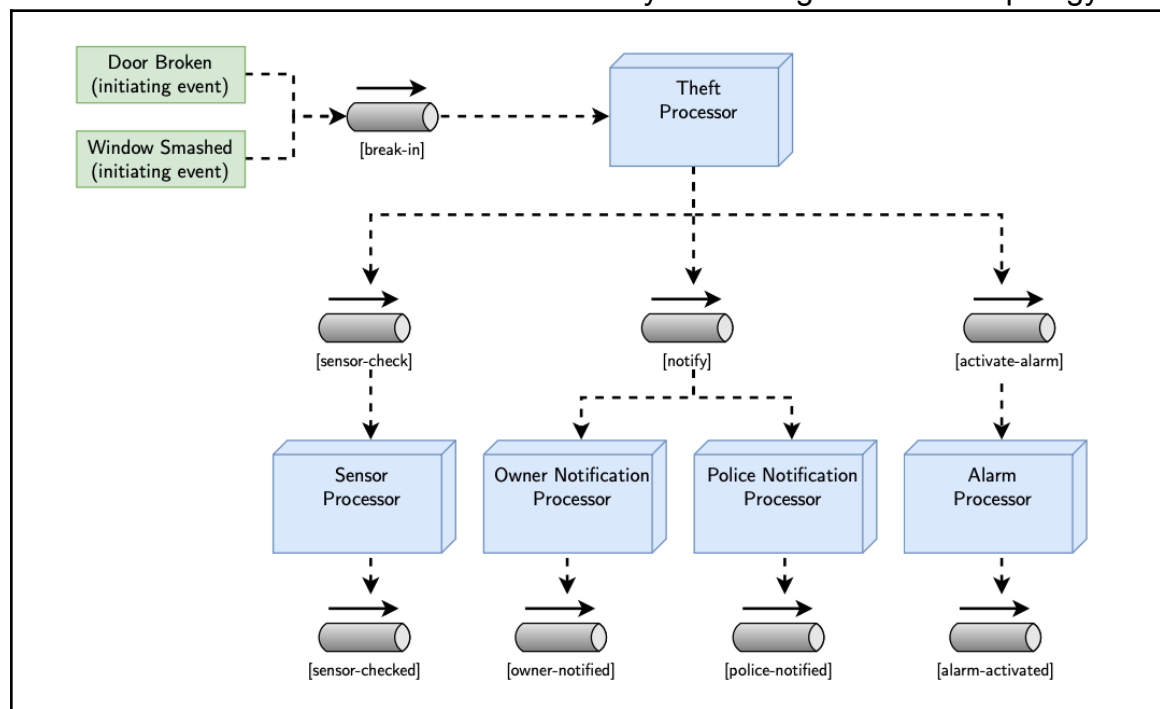 Door Broken
(initiating event)
Window Smashed
(initiating event)
[break-in]
Theft
Processor
[sensor-check]
[notify]
[activate-alarm]
Sensor
Processor
Owner Notification
Processor
Police Notification
Processor
Alarm
Processor
[sensor-checked]
[owner-notified]
[police-notified]
[alarm-activated]